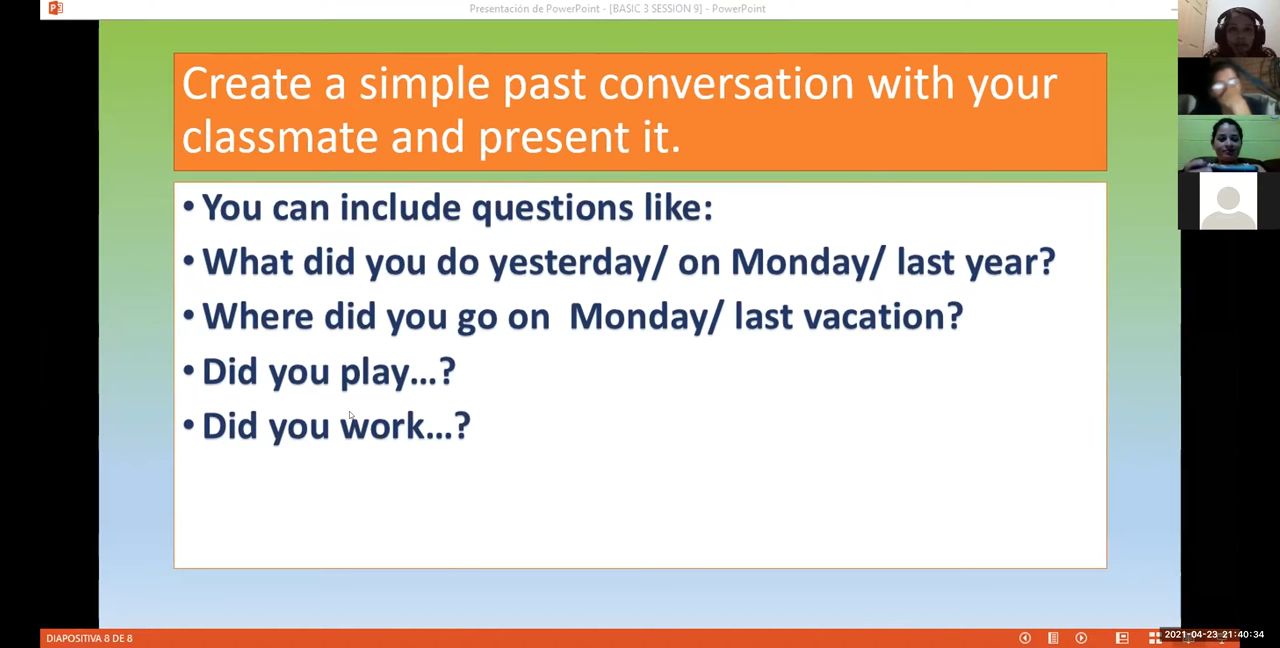 Presentación de PowerPoint - [BASIC 3 SESSION 9] - PowerPoint
Create a simple past conversation with your
classmate and present it.
• You can include questions like:
• What did you do yesterday/ on Monday/ last year?
• Where did you go on  Monday/ last vacation?
• Did you play...?
• Did you work...?
DIAPOSITIVA 8 DE 8
2021-04-23 21:40:34